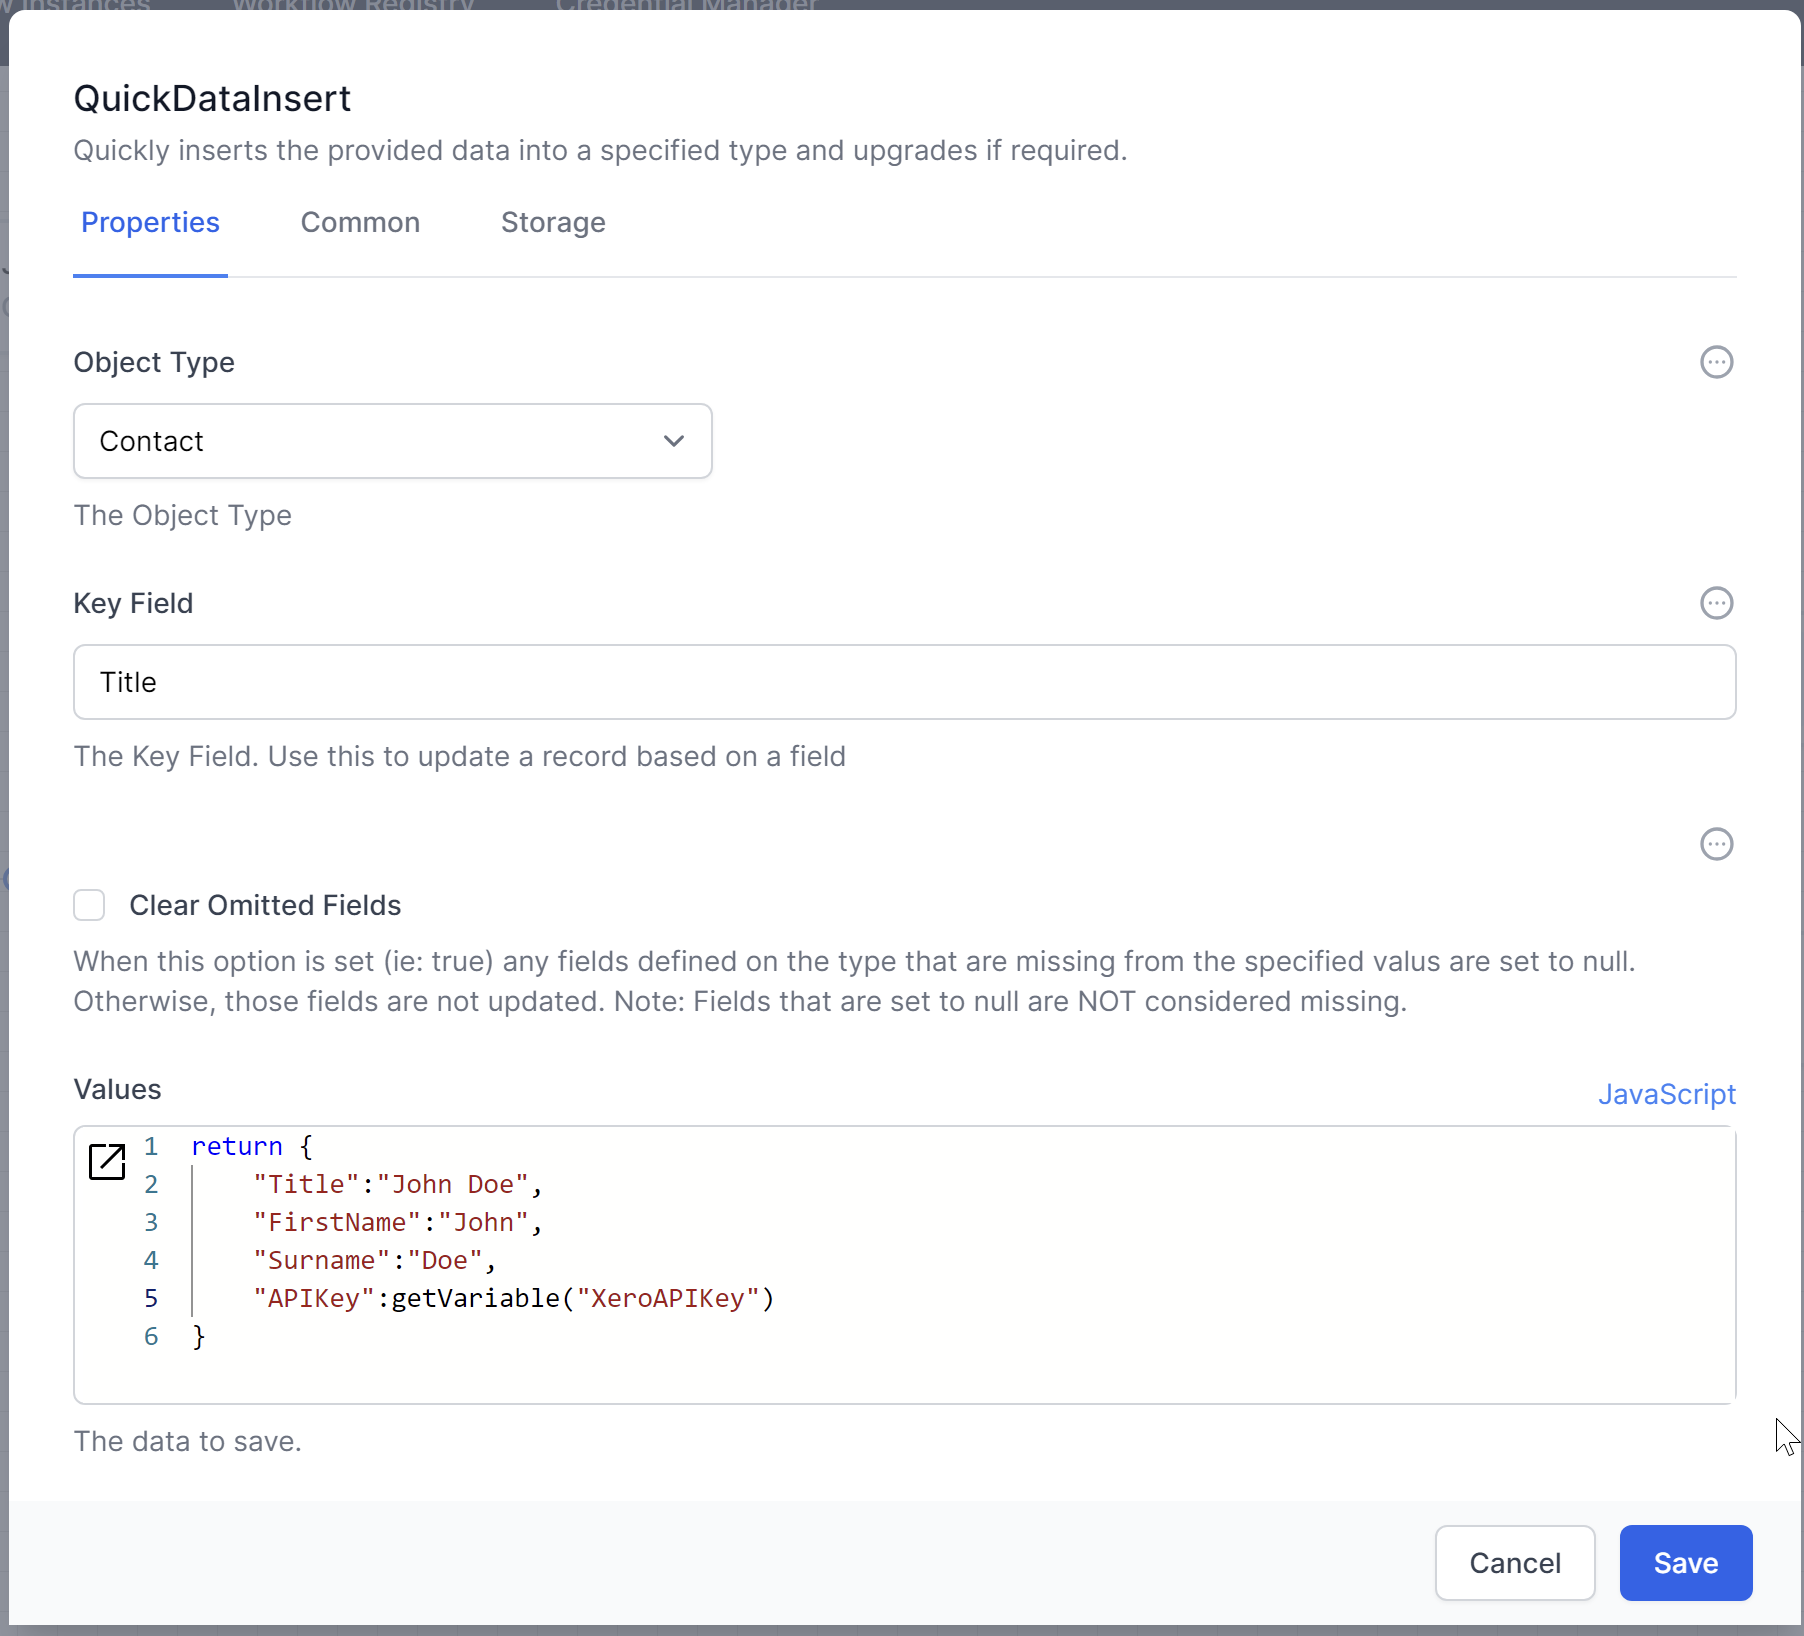 Workflow Registry
Credential Manager
QuickDataInsert
Quickly inserts the provided data into a specified type and upgrades if required.
Properties
Common
Storage
Object Type
Contact
The Object Type
Key Field
Title
The Key Field. Use this to update a record based on a field
Clear Omitted Fields
When this option is set (ie: true) any fields defined on the type that are missing from the specified valus are set to null.
Otherwise, those fields are not updated. Note: Fields that are set to null are NOT considered missing.
Values
JavaScript
1 return {
2 "Title":"John Doe",
3 "FirstName":"John",
4 "Surname":"Doe",
5 "APIKey":getVariable("XeroAPIKey")
6 }
The data to save.
Cancel
Save